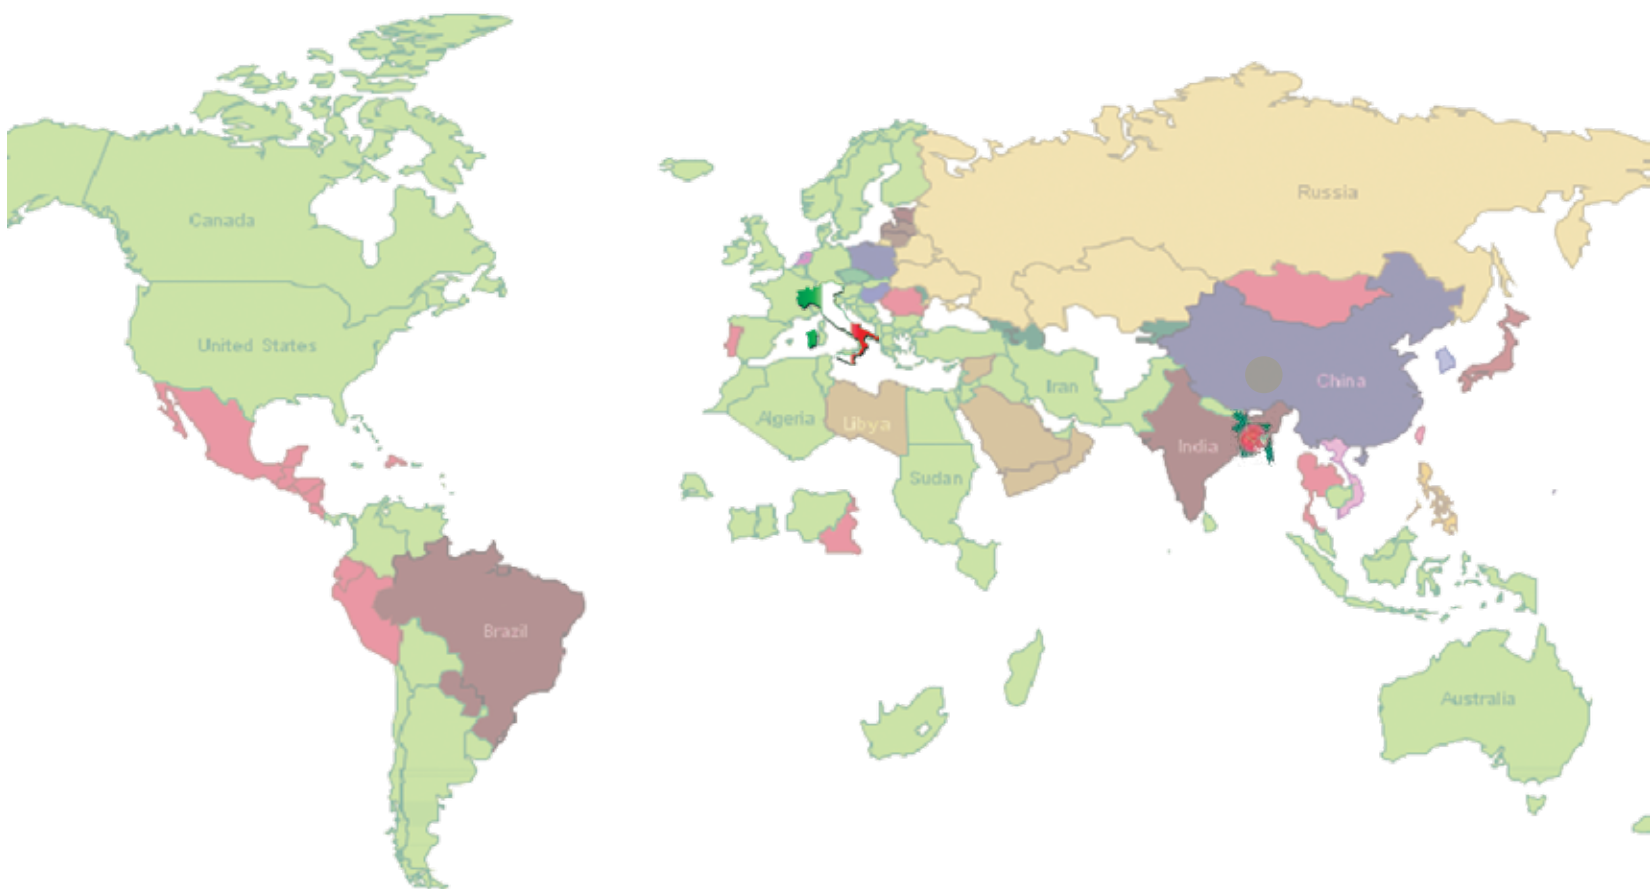 Canada
United States
Brazil
Russia
China
India
Iran
Algeria
Libya
Sudan
Australia